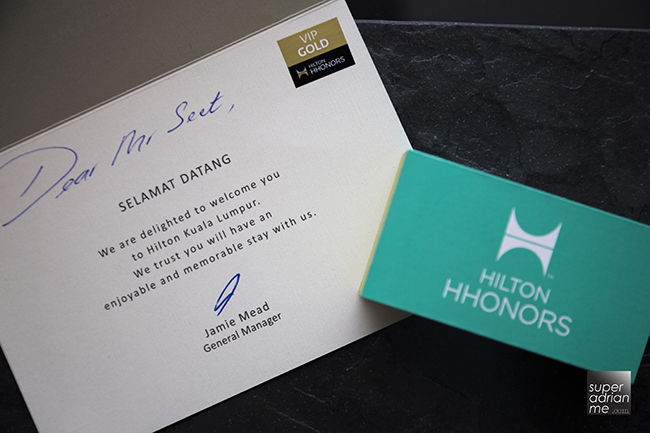 VIP
GOLD
HILTON
HHONORS
Dear Mr Seet,
SELAMAT DATANG
We are delighted to welcome you
to Hilton Kuala Lumpur.
We trust you will have an
enjoyable and memorable stay with us.
Jamie Mead
General Manager
HILTON
HHONORS
super
adrian
me.com